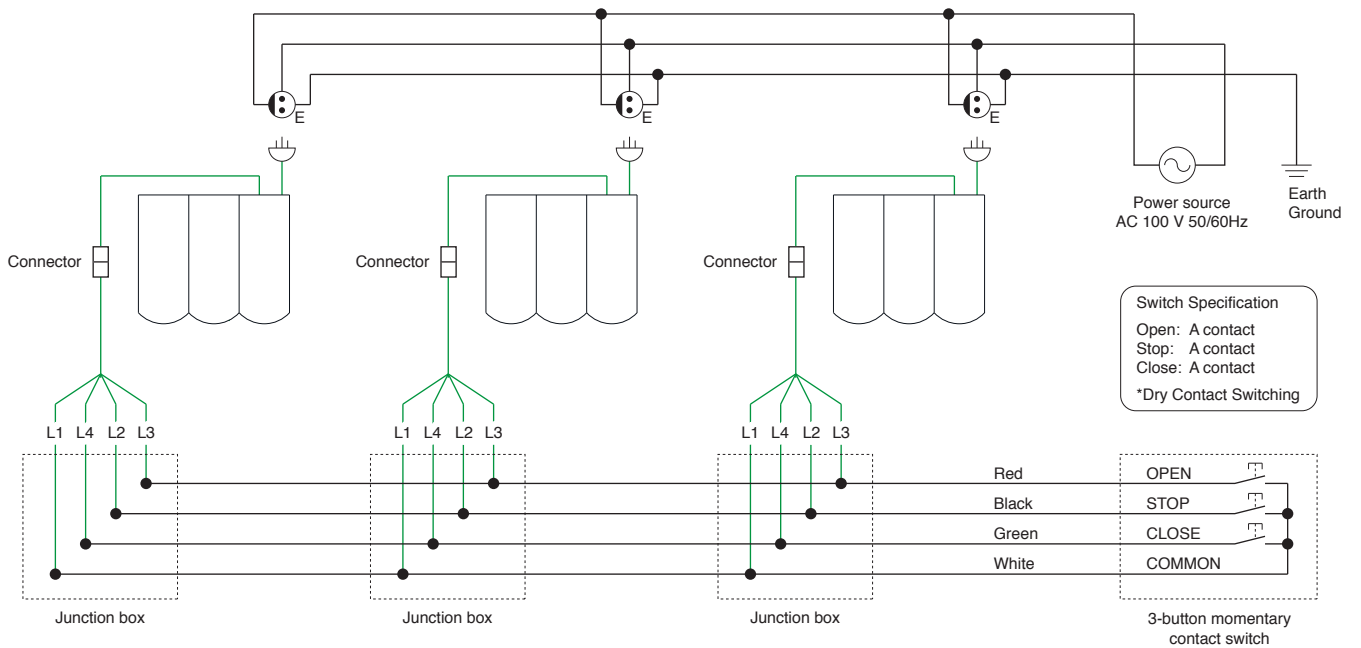 E
E
E
Power source
AC 100 V 50/60Hz
Earth
Ground
Connector
Connector
Connector
Switch Specification
Open: A contact
Stop: A contact
Close: A contact
*Dry Contact Switching
L1 L4 L2 L3
L1 L4 L2 L3
L1 L4 L2 L3
Red OPEN
Black STOP
Green CLOSE
White COMMON
Junction box
Junction box
Junction box
3-button momentary
contact switch